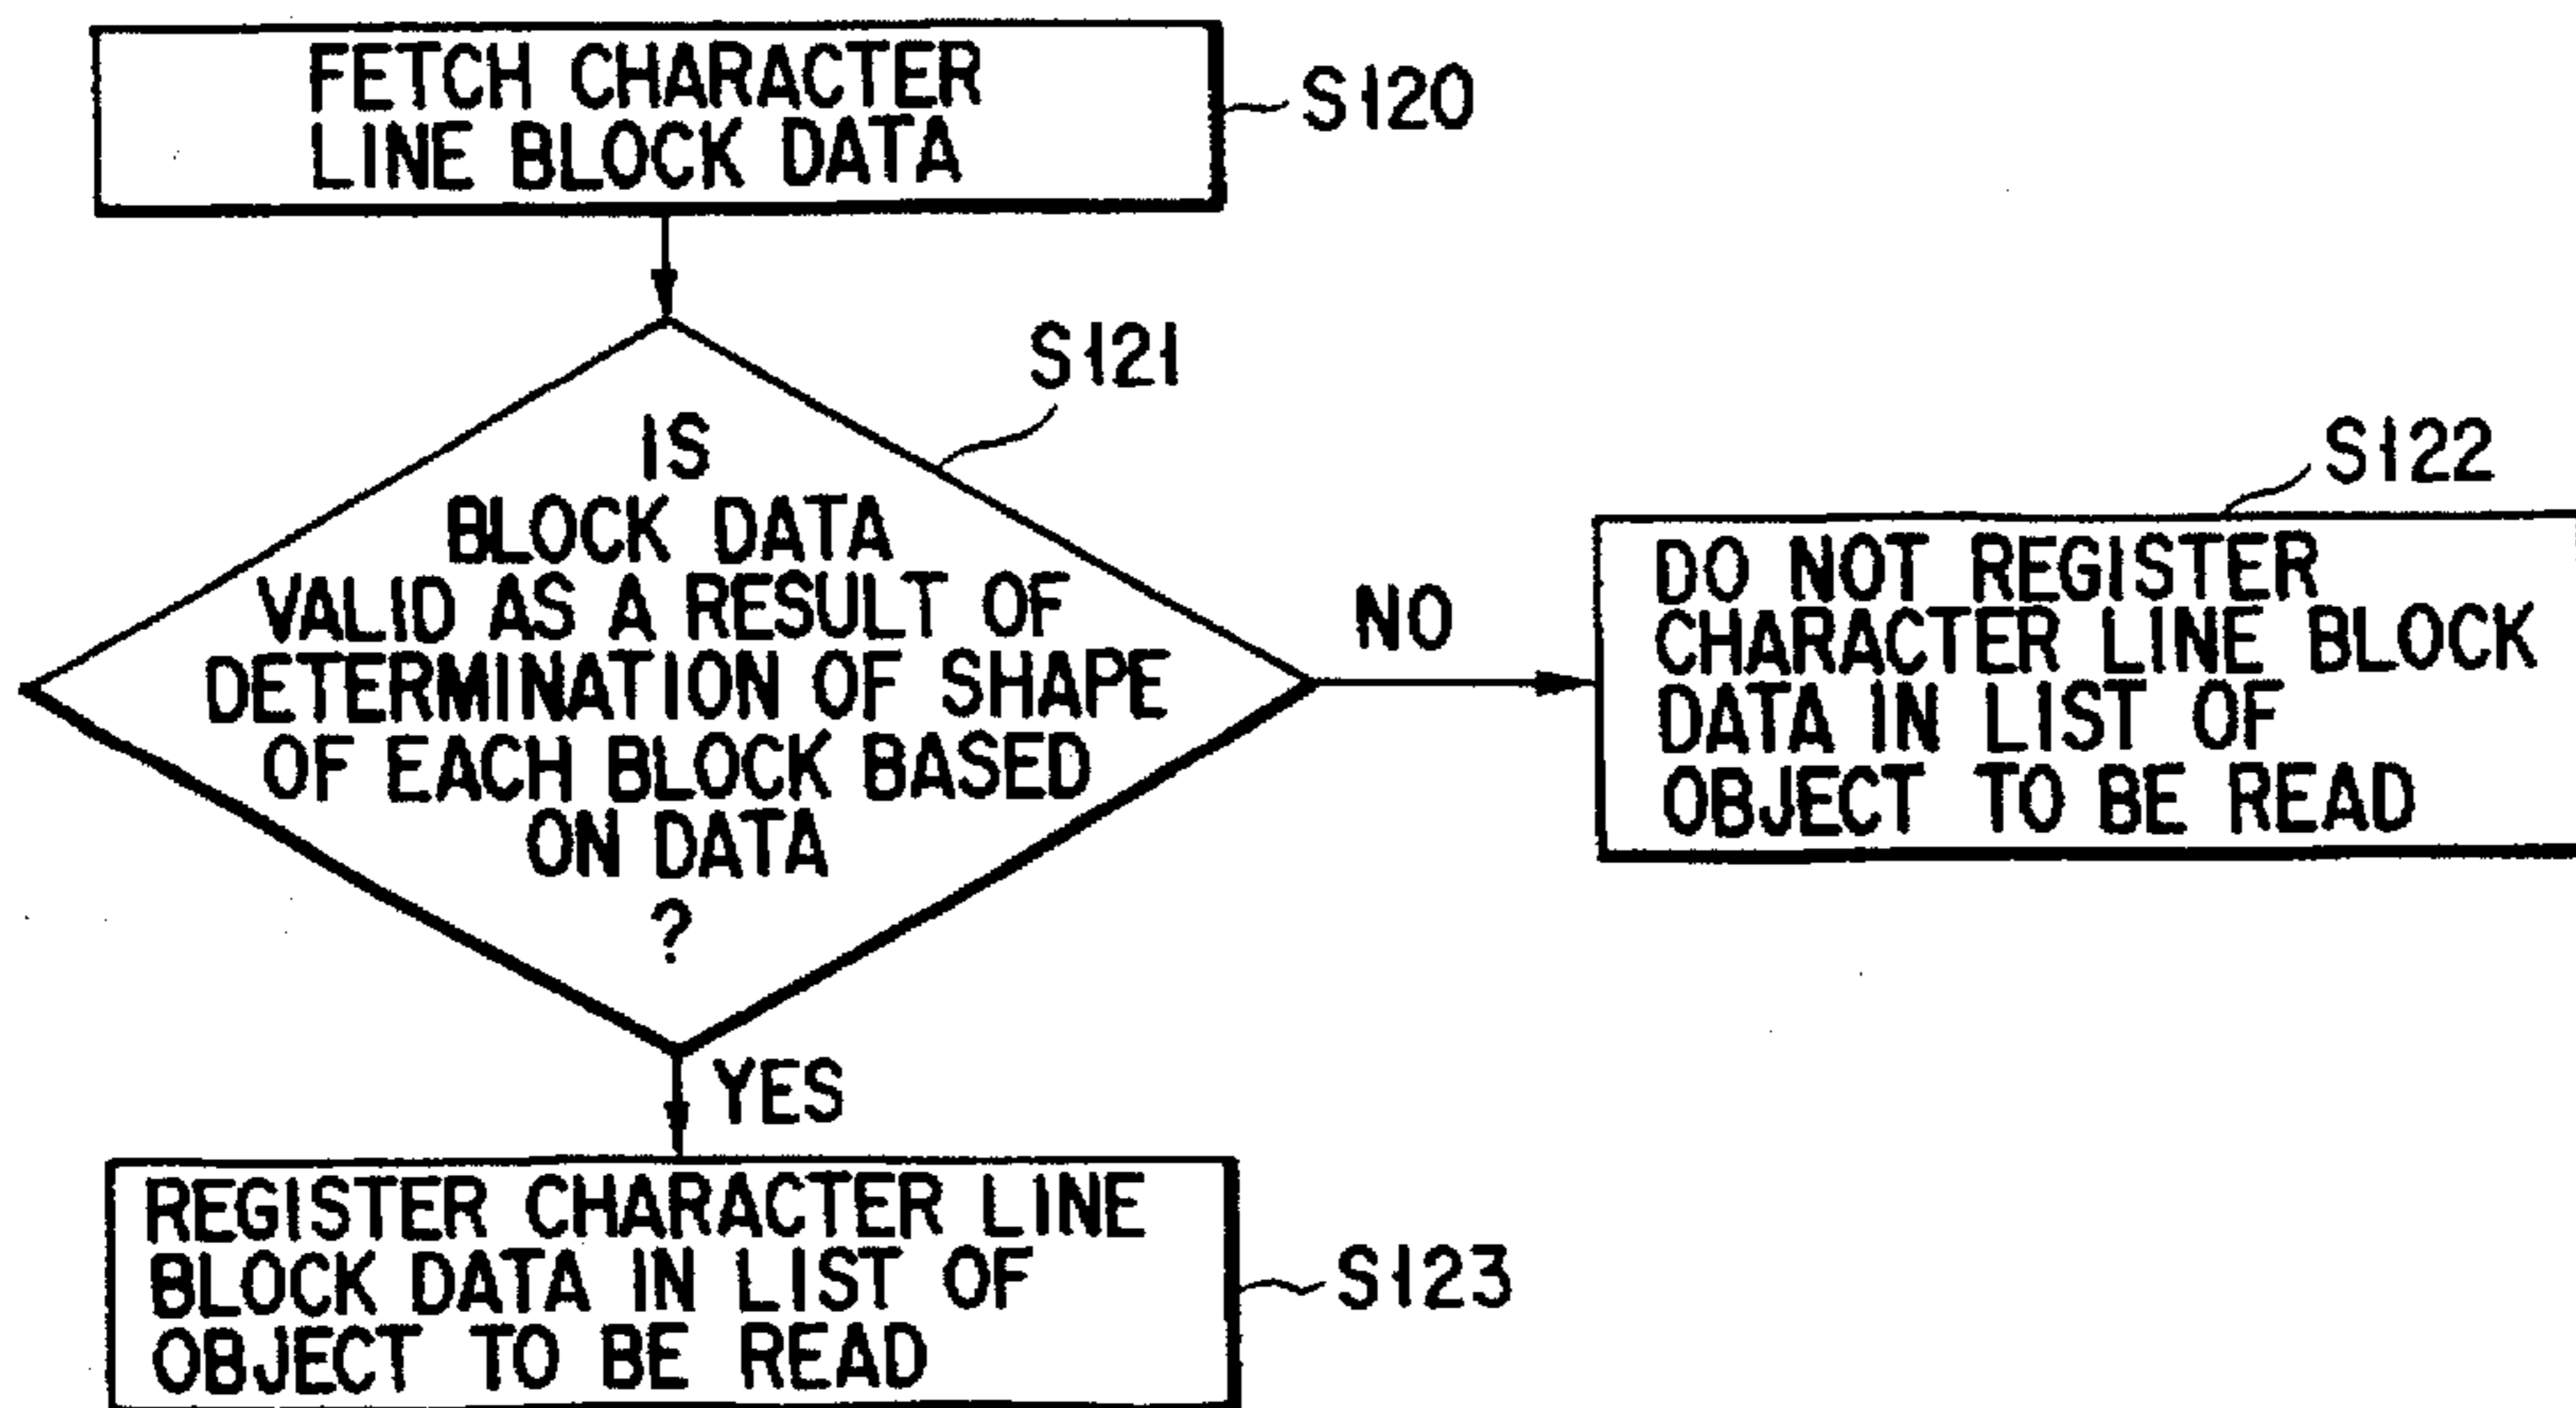 FETCH CHARACTER
LINE BLOCK DATA
S120
S121
IS
BLOCK DATA
VALID AS A RESULT OF
DETERMINATION OF SHAPE
OF EACH BLOCK BASED
ON DATA
?
NO
S122
DO NOT REGISTER
CHARACTER LINE BLOCK
DATA IN LIST OF
OBJECT TO BE READ
YES
REGISTER CHARACTER LINE
BLOCK DATA IN LIST OF
OBJECT TO BE READ
S123